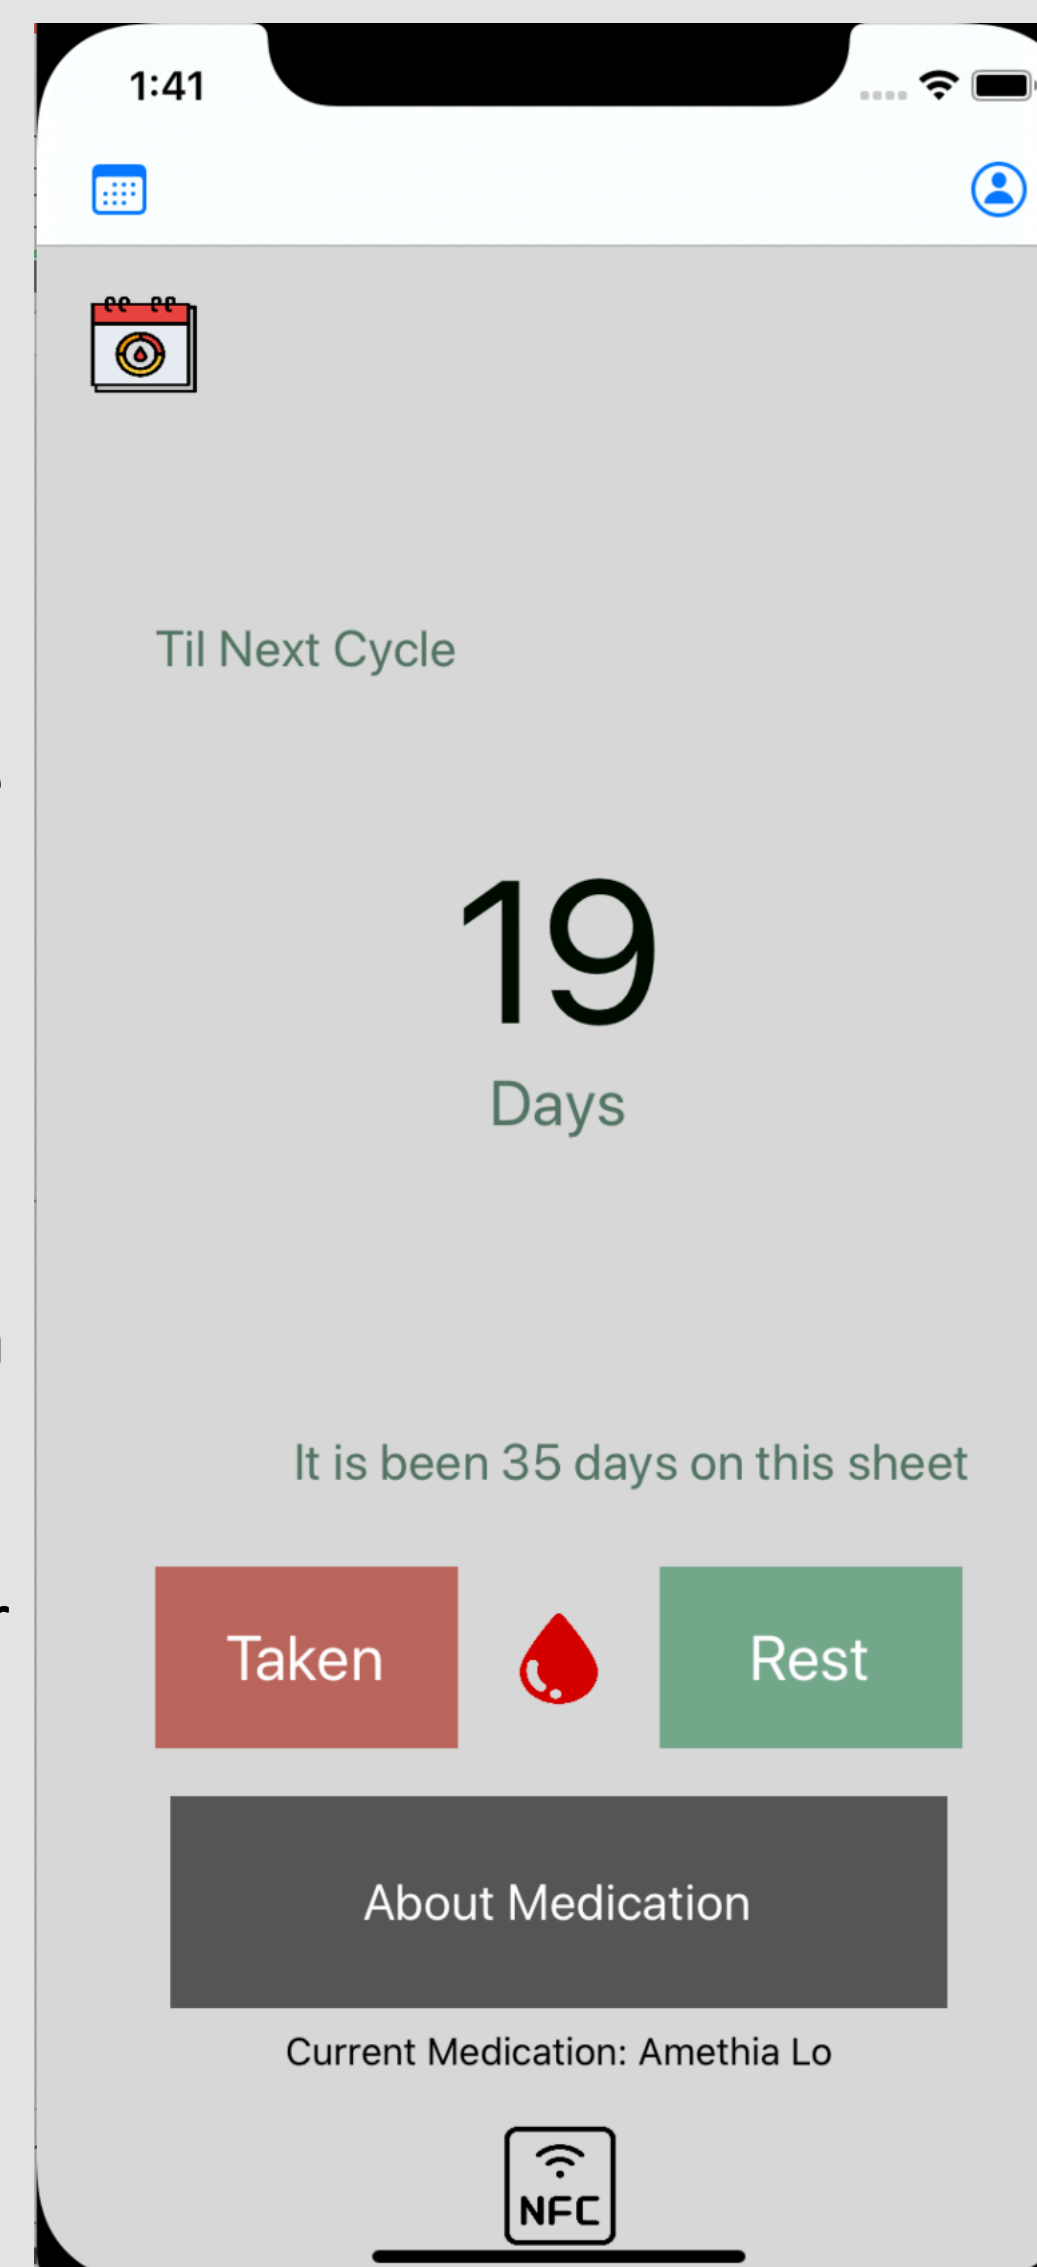 1:41
Til Next Cycle
19
Days
It is been 35 days on this sheet
Taken
Rest
About Medication
Current Medication: Amethia Lo
NFC